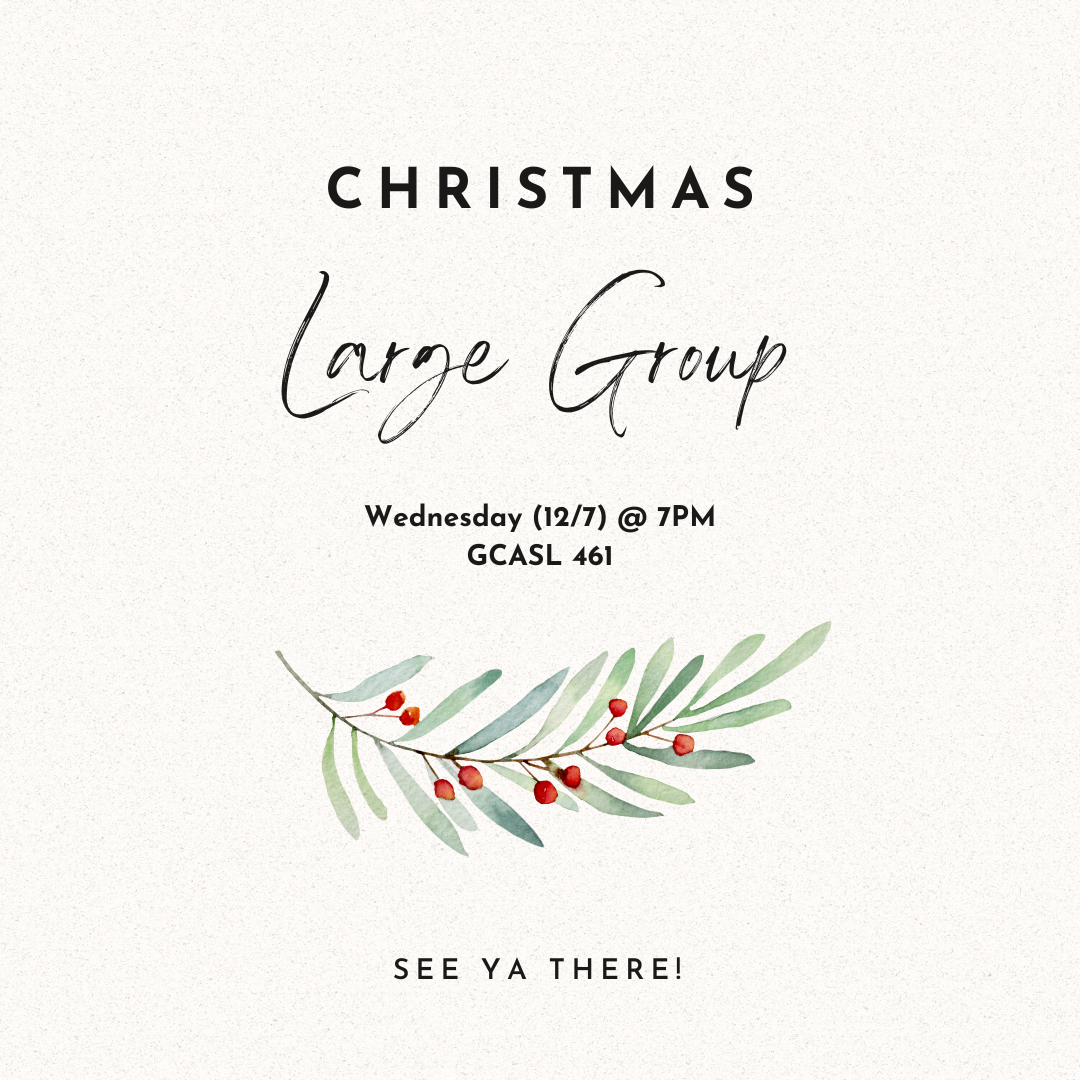 CHRISTMAS
Large Group
Wednesday (12/7) @ 7PM
GCASL 461
SEE YA THERE!